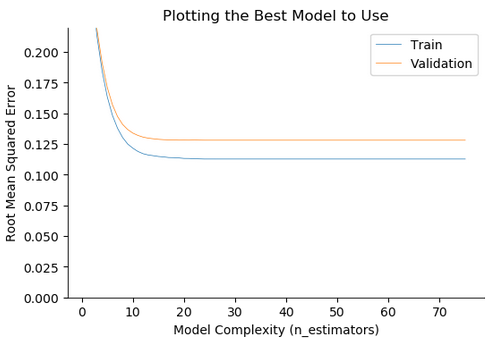 Plotting the Best Model to Use
Train
Validation
Root Mean Squared Error
0.200
0.175
0.150
0.125
0.100
0.075
0.050
0.025
0.000
0 10 20 30 40 50 60 70
Model Complexity (n_estimators)